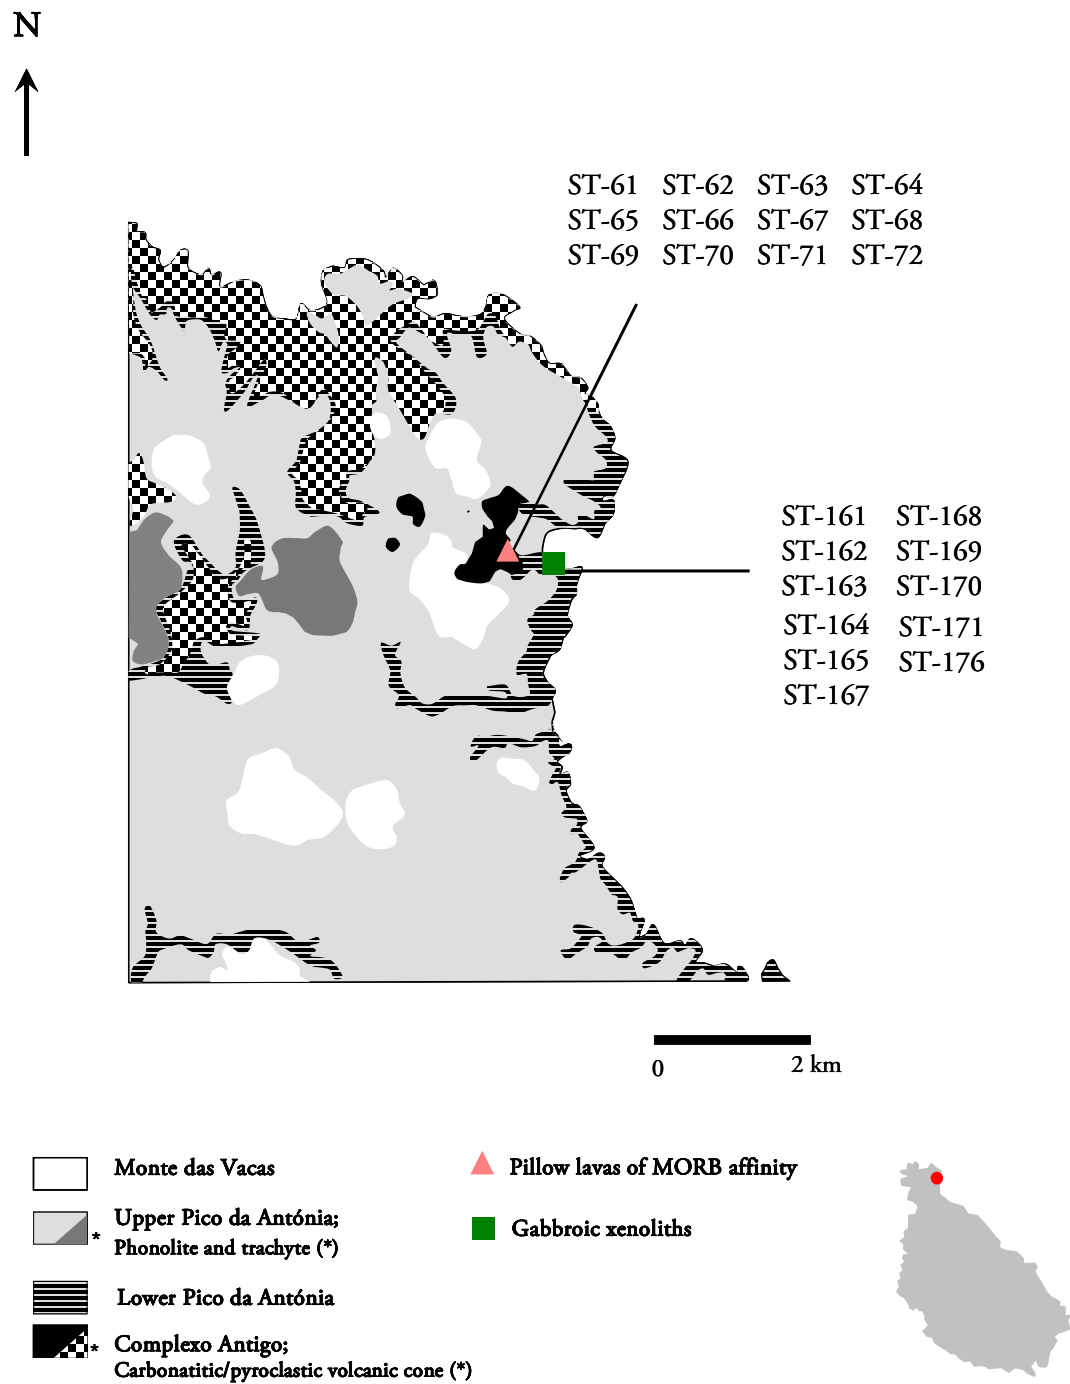 N
ST-61 ST-62 ST-63 ST-64
ST-65 ST-66 ST-67 ST-68
ST-69 ST-70 ST-71 ST-72
ST-161 ST-168
ST-162 ST-169
ST-163 ST-170
ST-164 ST-171
ST-165 ST-176
ST-167
0 2 km
Monte das Vacas
Upper Pico da Antónia;
* Phonolite and trachyte (*)
Lower Pico da Antónia
Complexo Antigo;
* Carbonatitic/pyroclastic volcanic cone (*)
Pillow lavas of MORB affinity
Gabbroic xenoliths